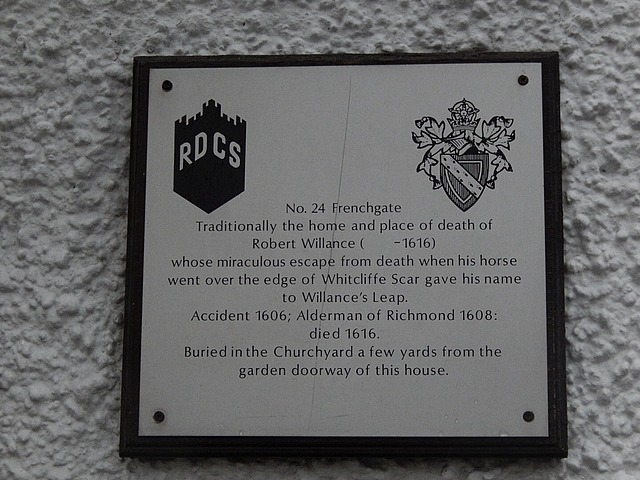 RDCS
No. 24 Frenchgate
Traditionally the home and place of death of
Robert Willance (      -1616)
whose miraculous escape from death when his horse
went over the edge of Whitcliffe Scar gave his name
to Willance's Leap.
Accident 1606; Alderman of Richmond 1608:
died 1616.
Buried in the Churchyard a few yards from the
garden doorway of this house.